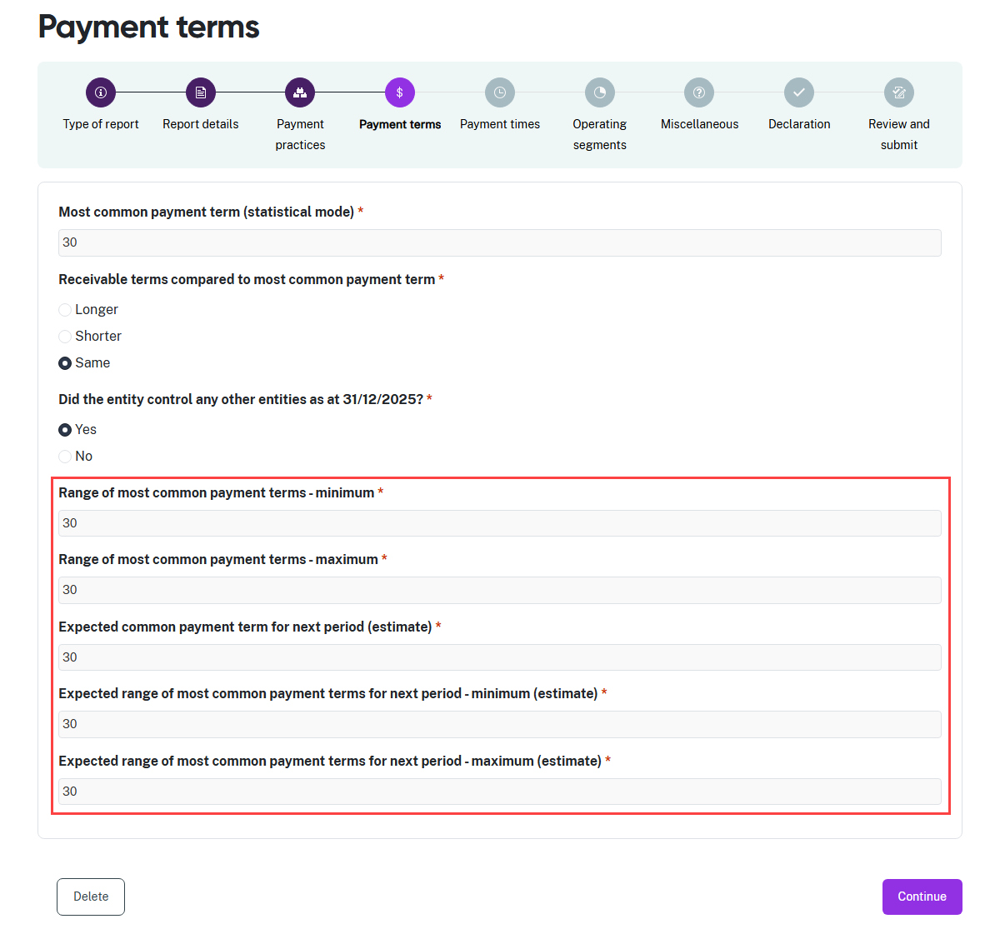 Payment terms
Type of report
Report details
Payment
practices
Payment terms
Payment times
Operating
segments
Miscellaneous
Declaration
Review and
submit
Most common payment term (statistical mode) *
30
Receivable terms compared to most common payment term *
Longer
Shorter
Same
Did the entity control any other entities as at 31/12/2025? *
Yes
No
Range of most common payment terms - minimum *
30
Range of most common payment terms - maximum *
30
Expected common payment term for next period (estimate) *
30
Expected range of most common payment terms for next period - minimum (estimate) *
30
Expected range of most common payment terms for next period - maximum (estimate) *
30
Delete
Continue